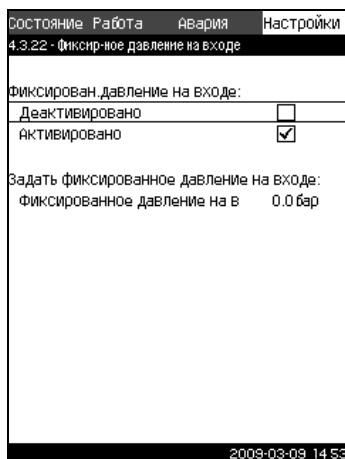 Состояние Работа Авария Настройки
4.3.22 - Фиксир-ное давление на входе
Фиксирован.давление на входе:
Деактивировано
Активировано
Задать фиксированное давление на входе:
Фиксированное давление на в 0.0 бар
2009-03-09 14:53